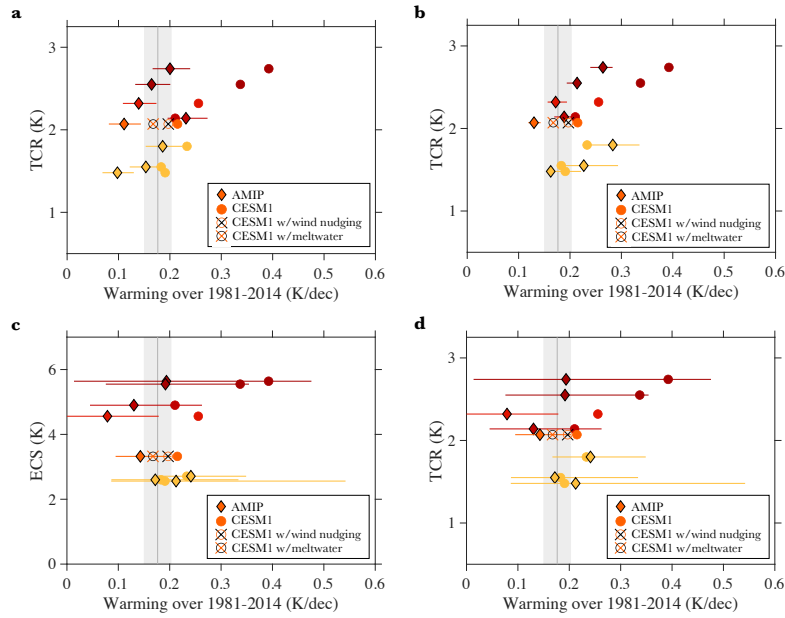 a
TCR (K)
3
2
1
0
0.1
0.2
0.3
0.4
0.5
0.6
Warming over 1981-2014 (K/dec)
AMIP
CESM1
CESM1 w/wind nudging
CESM1 w/meltwater
b
TCR (K)
3
2
1
0
0.1
0.2
0.3
0.4
0.5
0.6
Warming over 1981-2014 (K/dec)
AMIP
CESM1
CESM1 w/wind nudging
CESM1 w/meltwater
c
ECS (K)
6
4
2
0
0
0.1
0.2
0.3
0.4
0.5
0.6
Warming over 1981-2014 (K/dec)
AMIP
CESM1
CESM1 w/wind nudging
CESM1 w/meltwater
d
TCR (K)
3
2
1
0
0.1
0.2
0.3
0.4
0.5
0.6
Warming over 1981-2014 (K/dec)
AMIP
CESM1
CESM1 w/wind nudging
CESM1 w/meltwater